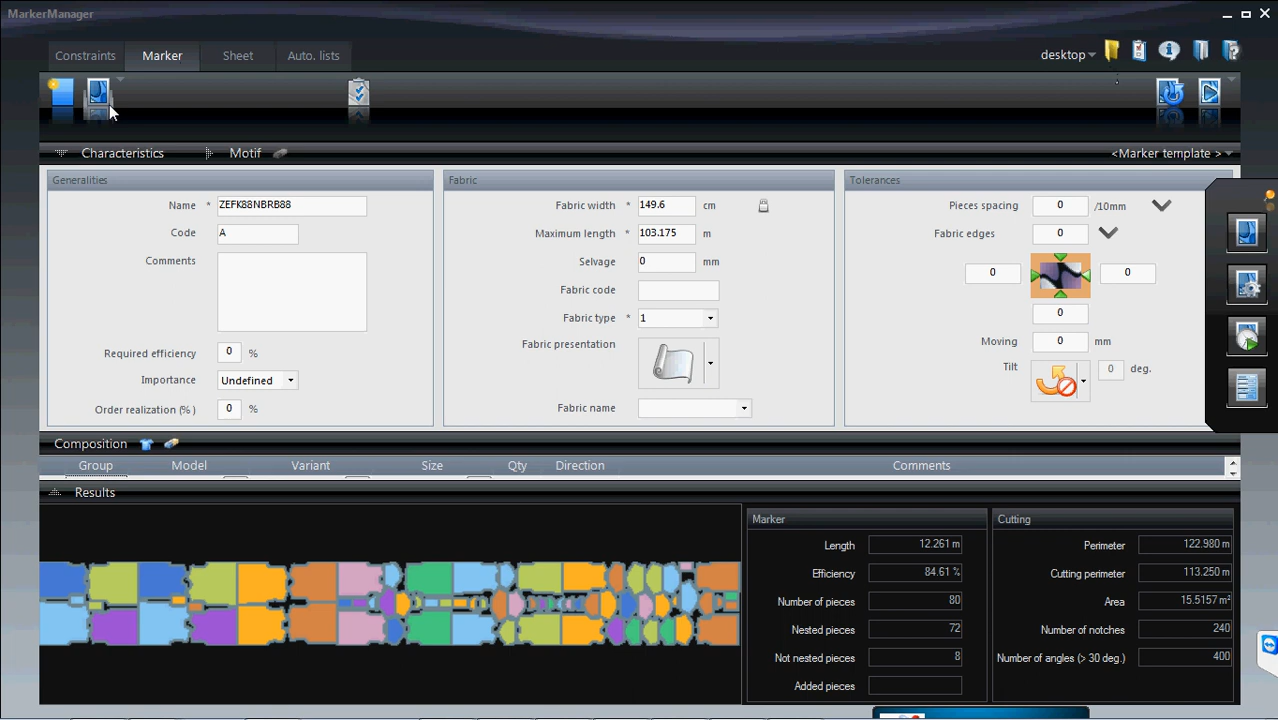 MarkerManager
Constraints Marker Sheet Auto. lists desktop
Characteristics Motif <Marker template >
Generalities
Name * ZEFK88NBRB88
Code A
Comments
Required efficiency 0 %
Importance Undefined
Order realization (%) 0 %
Fabric
Fabric width * 149.6 cm
Maximum length * 103.175 m
Selvage 0 mm
Fabric code
Fabric type * 1
Fabric presentation
Fabric name
Tolerances
Pieces spacing 0 /10mm
Fabric edges 0
0 0
0
Moving 0 mm
Tilt 0 deg.
Composition
Group Model Variant Size Qty Direction Comments
Results
Marker
Length 12.261 m
Efficiency 84.61 %
Number of pieces 80
Nested pieces 72
Not nested pieces 8
Added pieces
Cutting
Perimeter 122.980 m
Cutting perimeter 113.250 m
Area 15.5157 m²
Number of notches 240
Number of angles (> 30 deg.) 400